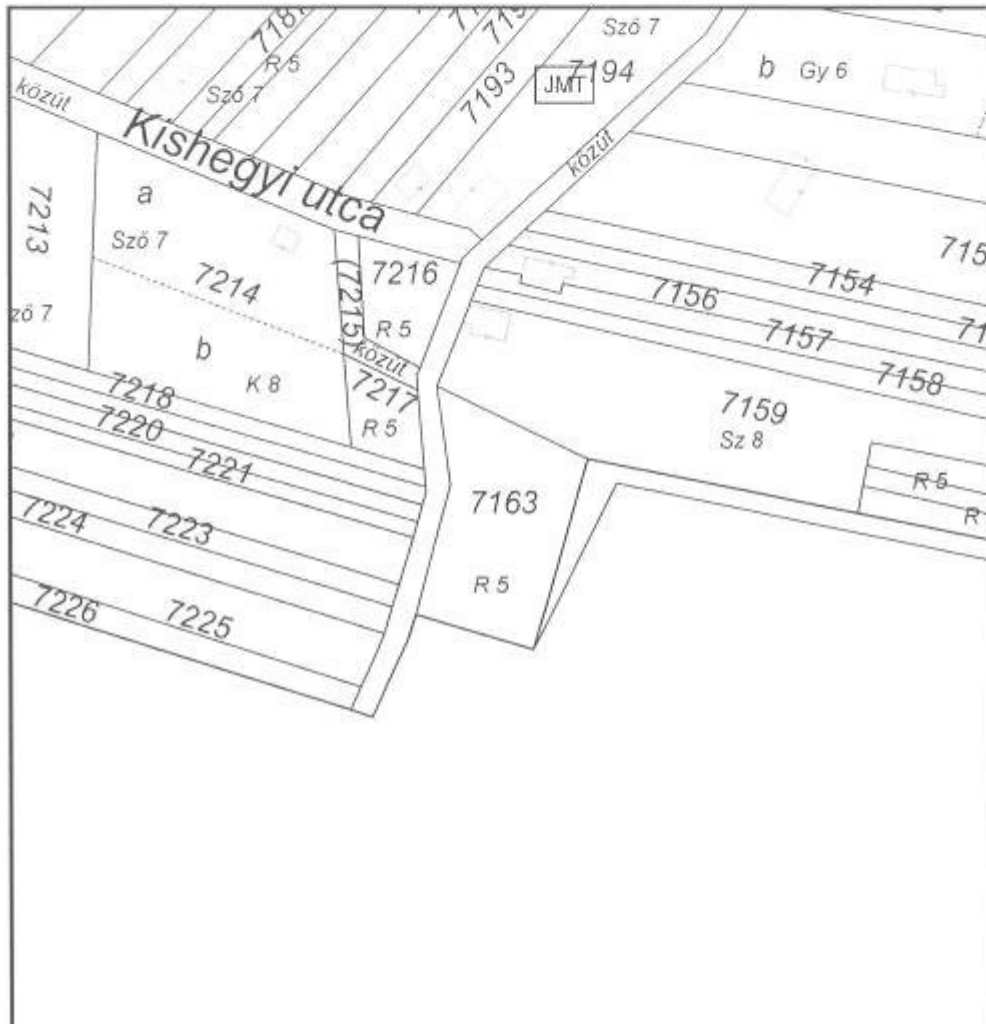 Sző 7
7193
7194
JMT
b Gy 6
R 5
Sző 7
közút
Kishegyi utca
közút
7213
a
Sző 7
7214
(7215)
7216
R 5
közút
7217
R 5
b
K 8
7154
7156
7157
7158
7159
Sz 8
R 5
R
7218
7220
7221
7163
R 5
7223
7224
7225
7226